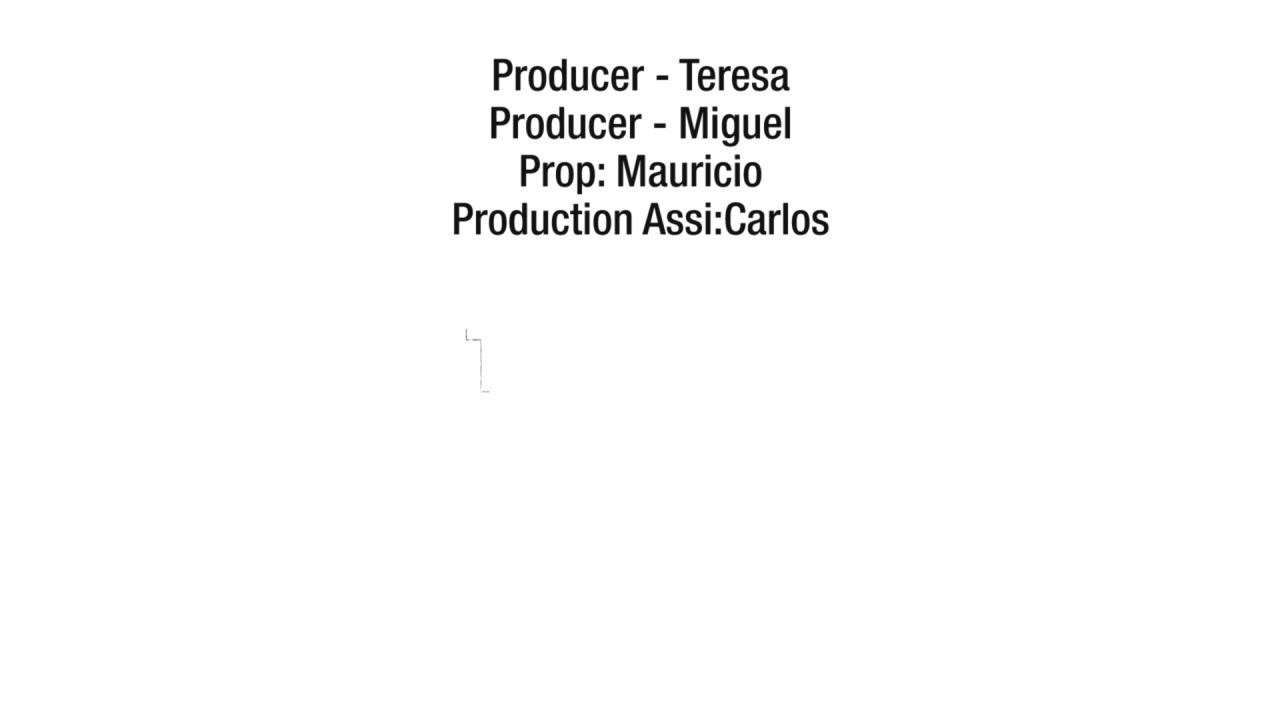 Producer - Teresa
Producer - Miguel
Prop: Mauricio
Production Assi:Carlos